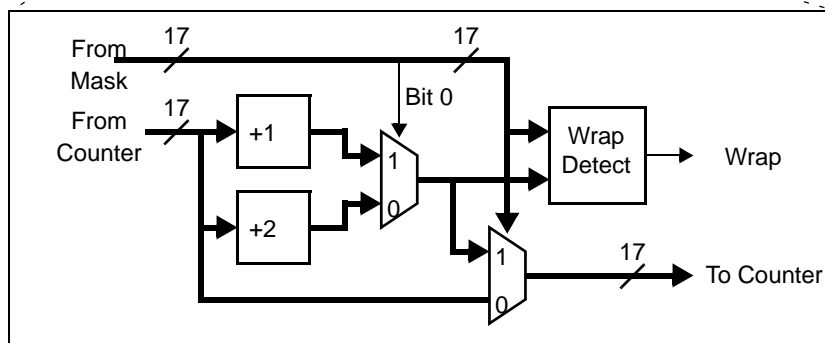 17
17
From
Mask
Bit 0
17
From
Counter
+1
1
0
+2
Wrap
Detect
Wrap
1
0
17
To Counter